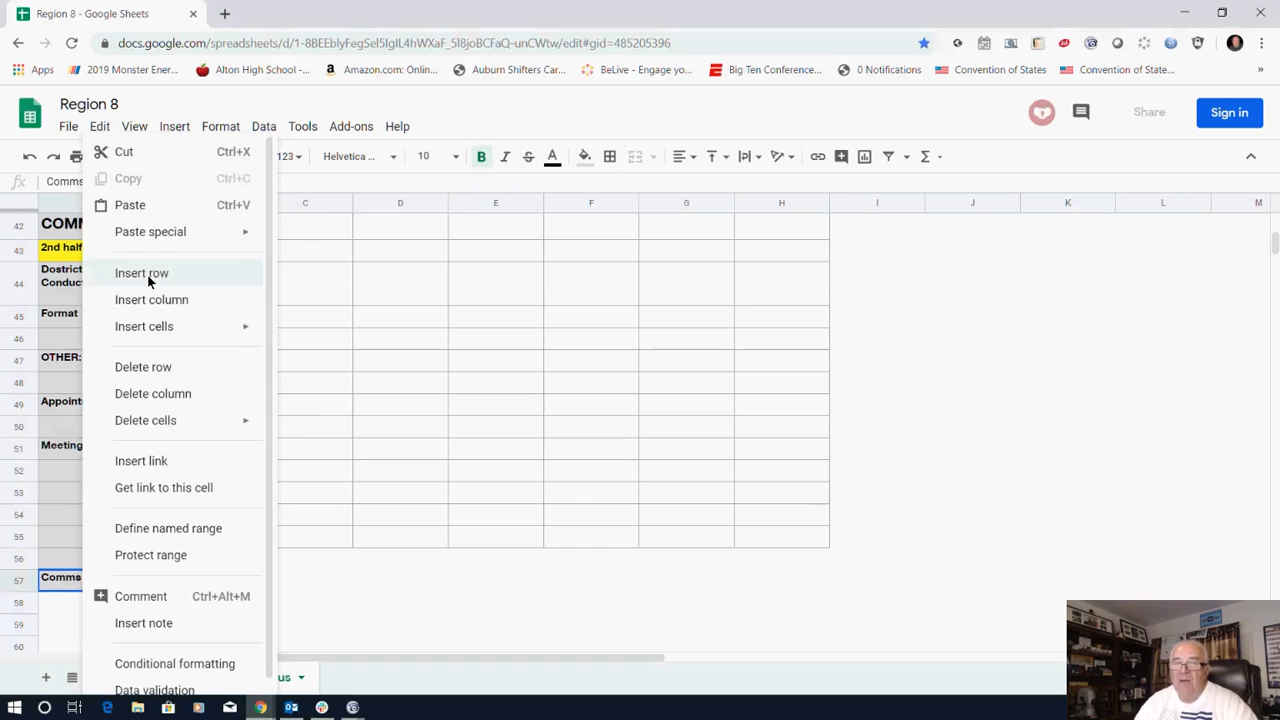 Region 8 - Google Sheets
docs.google.com/spreadsheets/d/1-8BEEblyFegSel5IgIL4hWXaF_5l8joBCFaQ-unCWtw/edit#gid=485205396
Apps
2019 Monster Ener...
Alton High School -...
Amazon.com: Onlin...
Auburn Shifters Car...
BeLive - Engage yo...
Big Ten Conference...
0 Notifications
Convention of States
Convention of State...
Region 8
File Edit View Insert Format Data Tools Add-ons Help
Share
Sign in
123
Helvetica ...
10
B I S A
fx Comms
C D E F G H I J K L M
42 COMM
43 2nd half
44 Dostrict
Conduc
45 Format
46
47 OTHER:
48
49 Appoint
50
51 Meeting
52
53
54
55
56
57 Comms
58
59
60
Cut Ctrl+X
Copy Ctrl+C
Paste Ctrl+V
Paste special
Insert row
Insert column
Insert cells
Delete row
Delete column
Delete cells
Insert link
Get link to this cell
Define named range
Protect range
Comment Ctrl+Alt+M
Insert note
Conditional formatting
Data validation
us